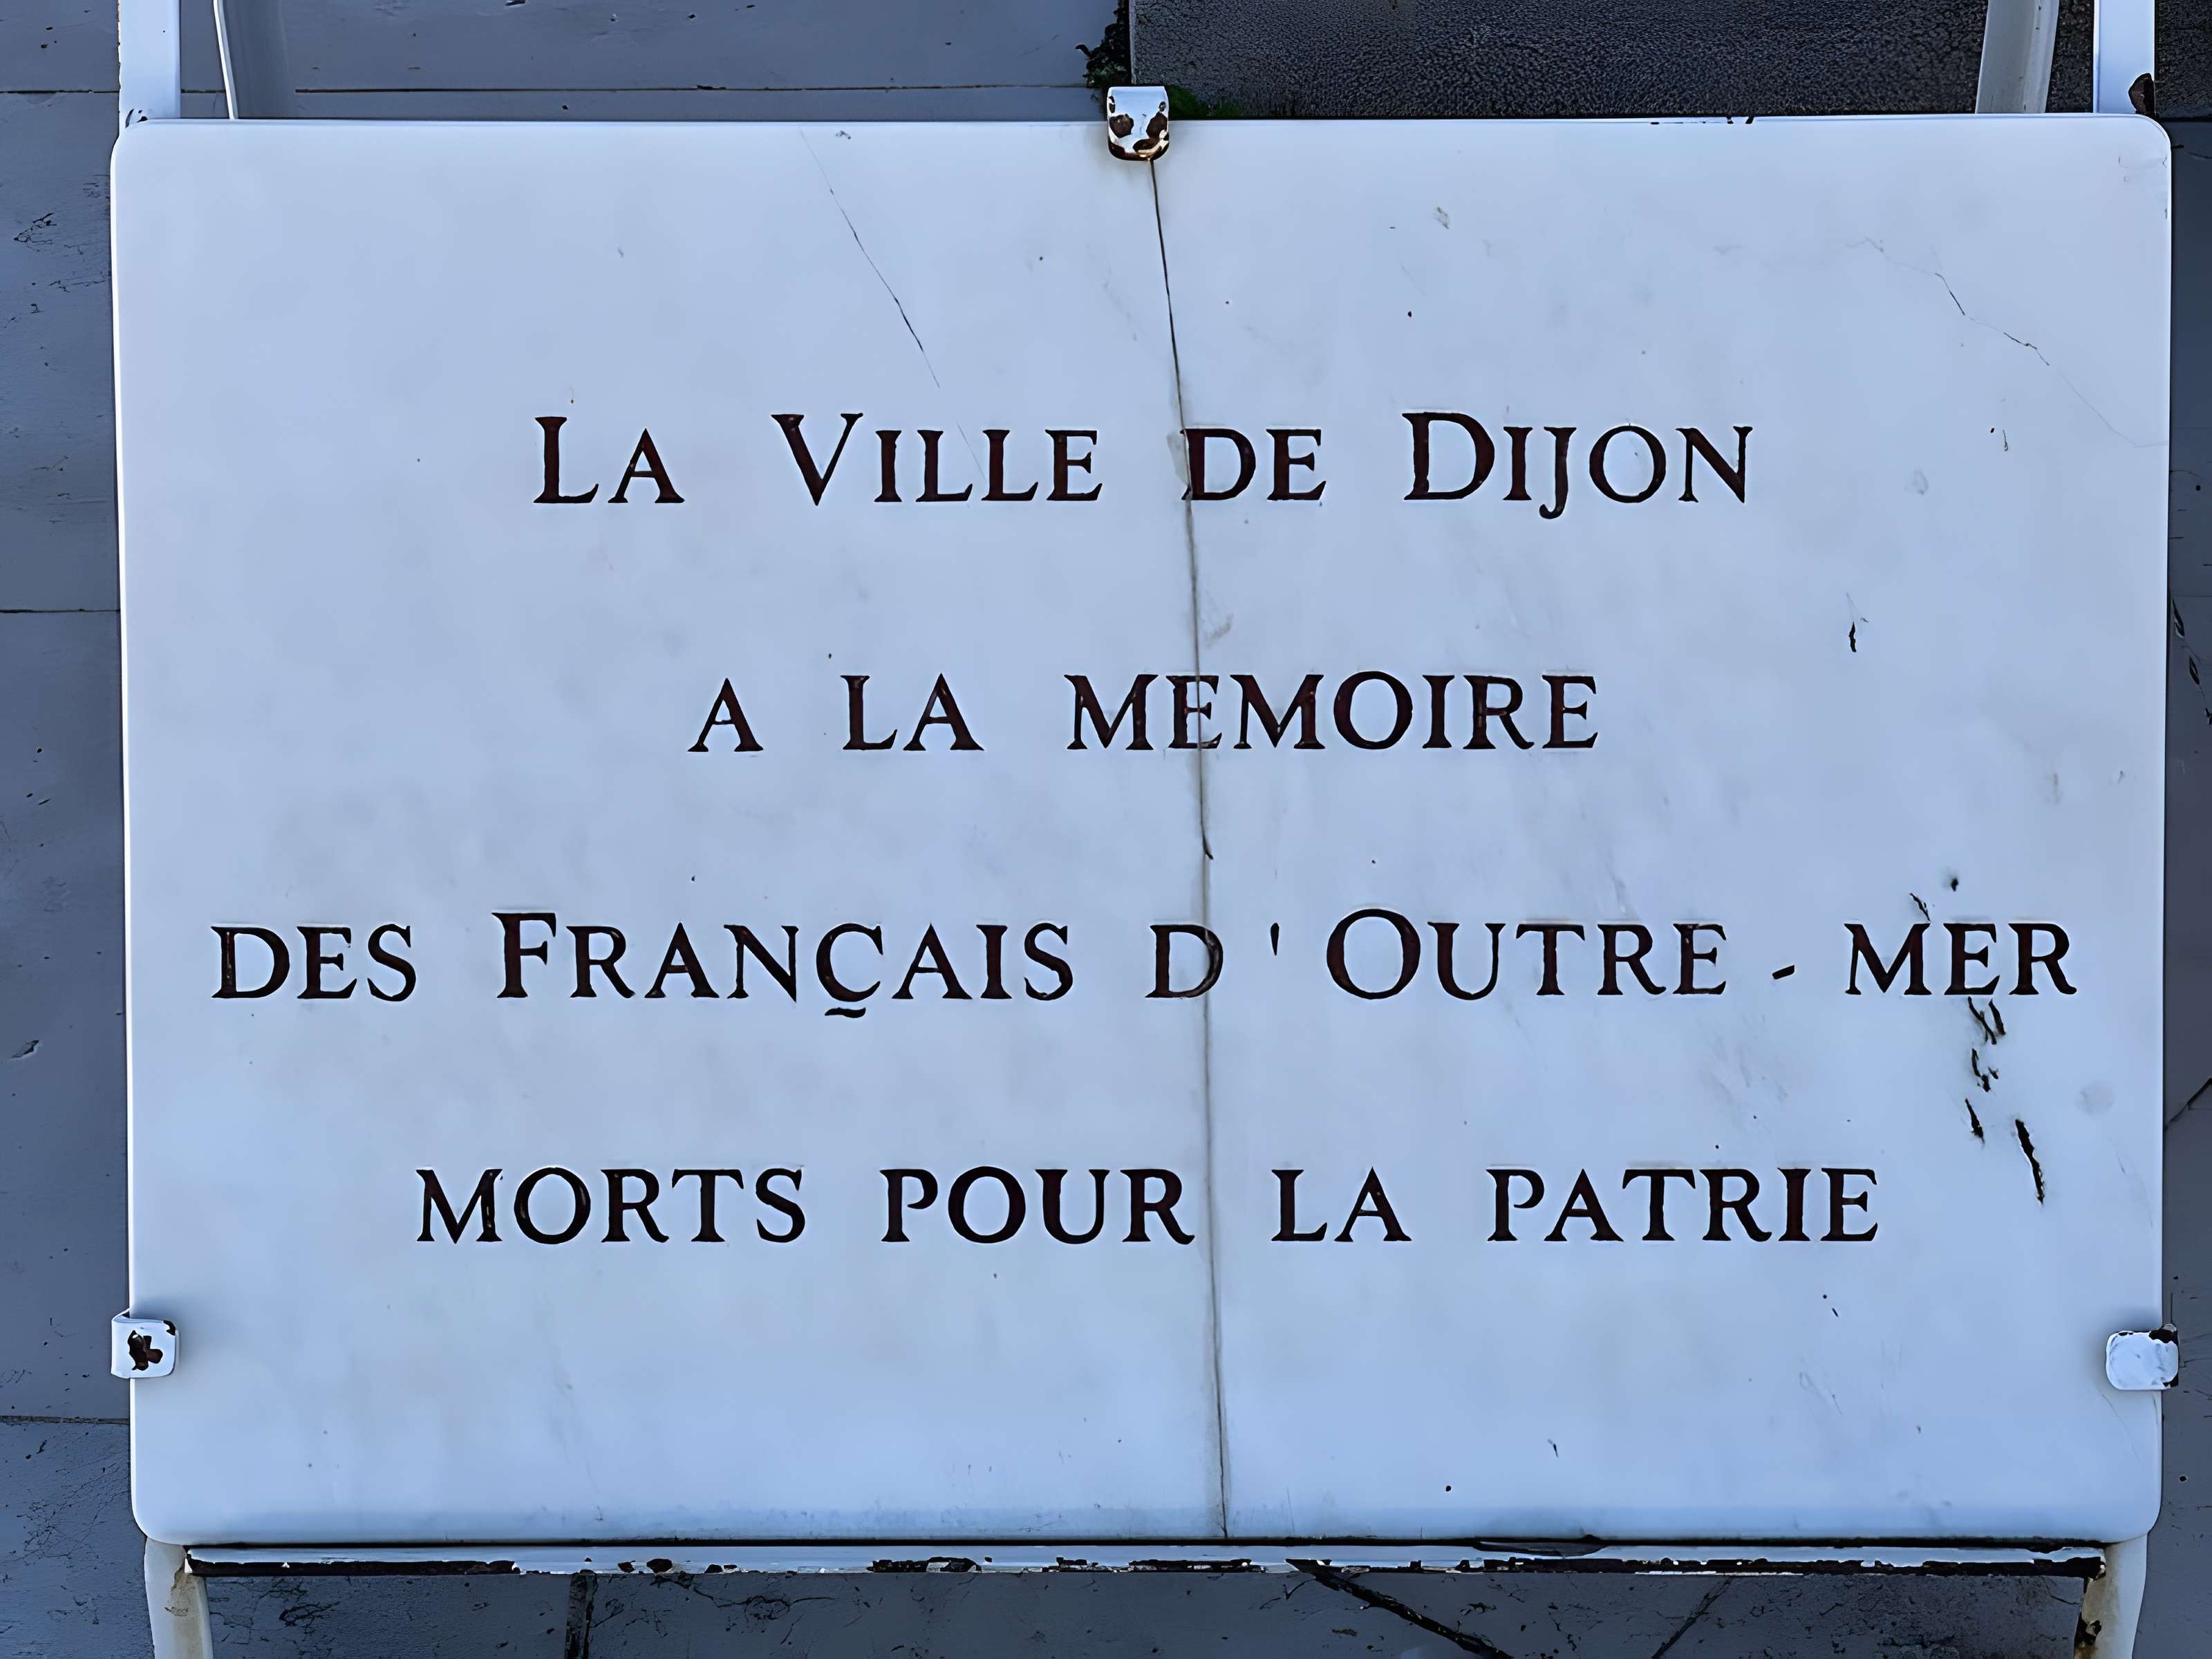 La Ville de Dijon
A LA MEMOIRE
DES FRANÇAIS D'OUTRE-MER
MORTS POUR LA PATRIE